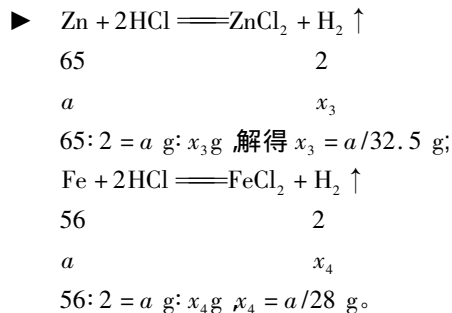 ▶ Zn + 2HCl ═══ ZnCl₂ + H₂ ↑
65 2
a x₃
65∶2 = a g∶x₃g ,解得 x₃ = a/32. 5 g;
Fe + 2HCl ═══ FeCl₂ + H₂ ↑
56 2
a x₄
56∶2 = a g∶x₄g ,x₄ = a/28 g。